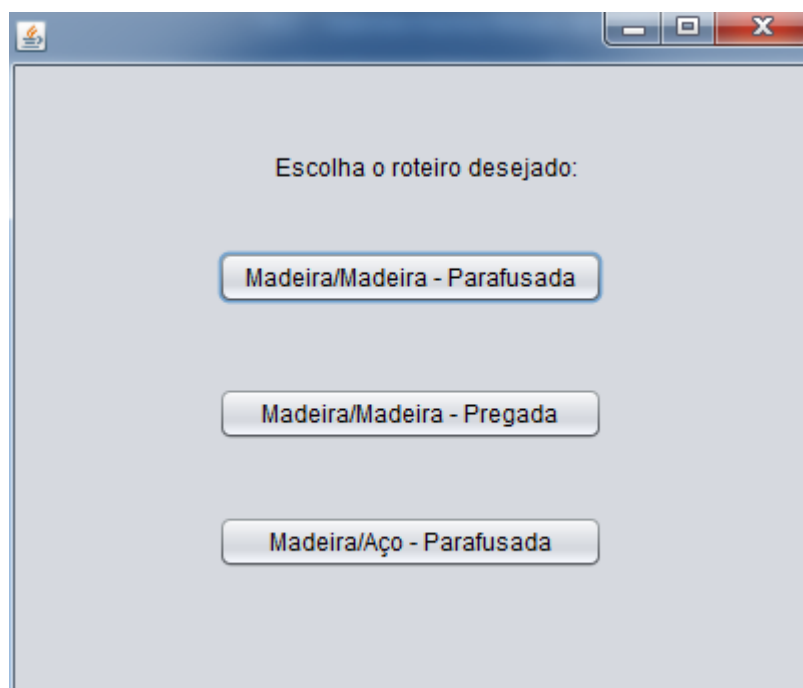 Escolha o roteiro desejado:
Madeira/Madeira - Parafusada
Madeira/Madeira - Pregada
Madeira/Aço - Parafusada